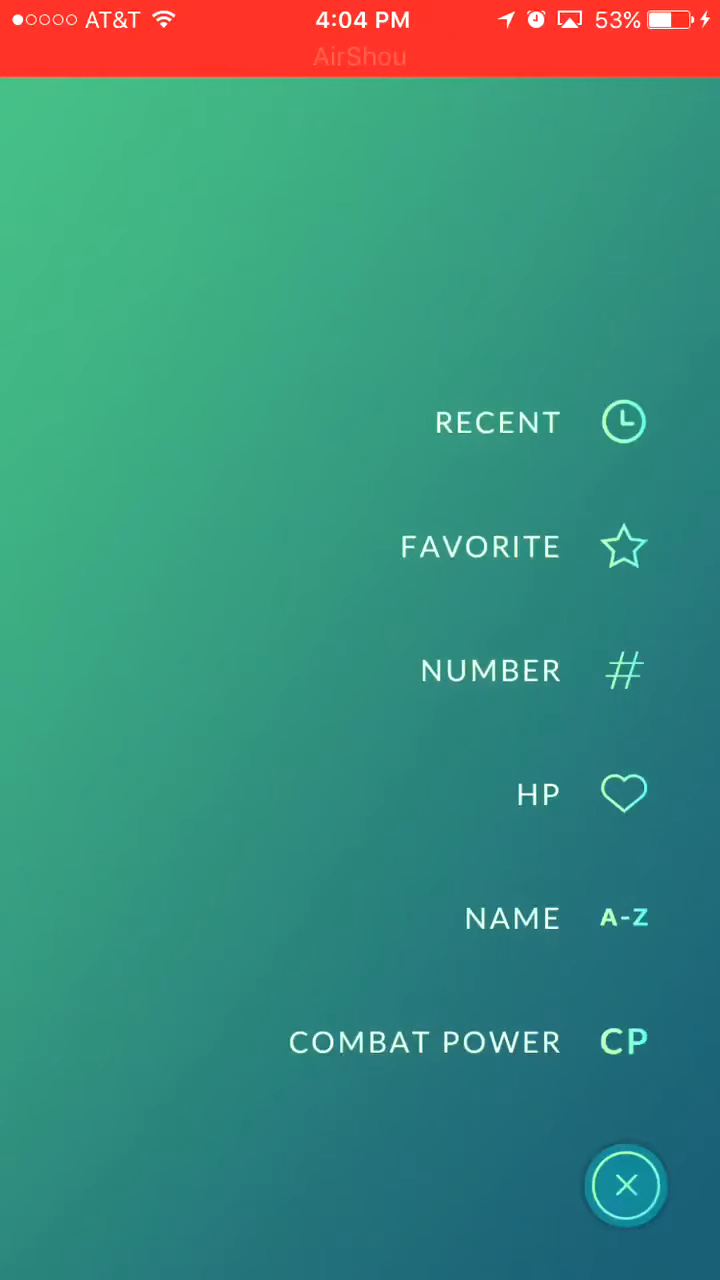 AT&T 4:04 PM 53%
AirShou
RECENT
FAVORITE
NUMBER #
HP
NAME A-Z
COMBAT POWER CP